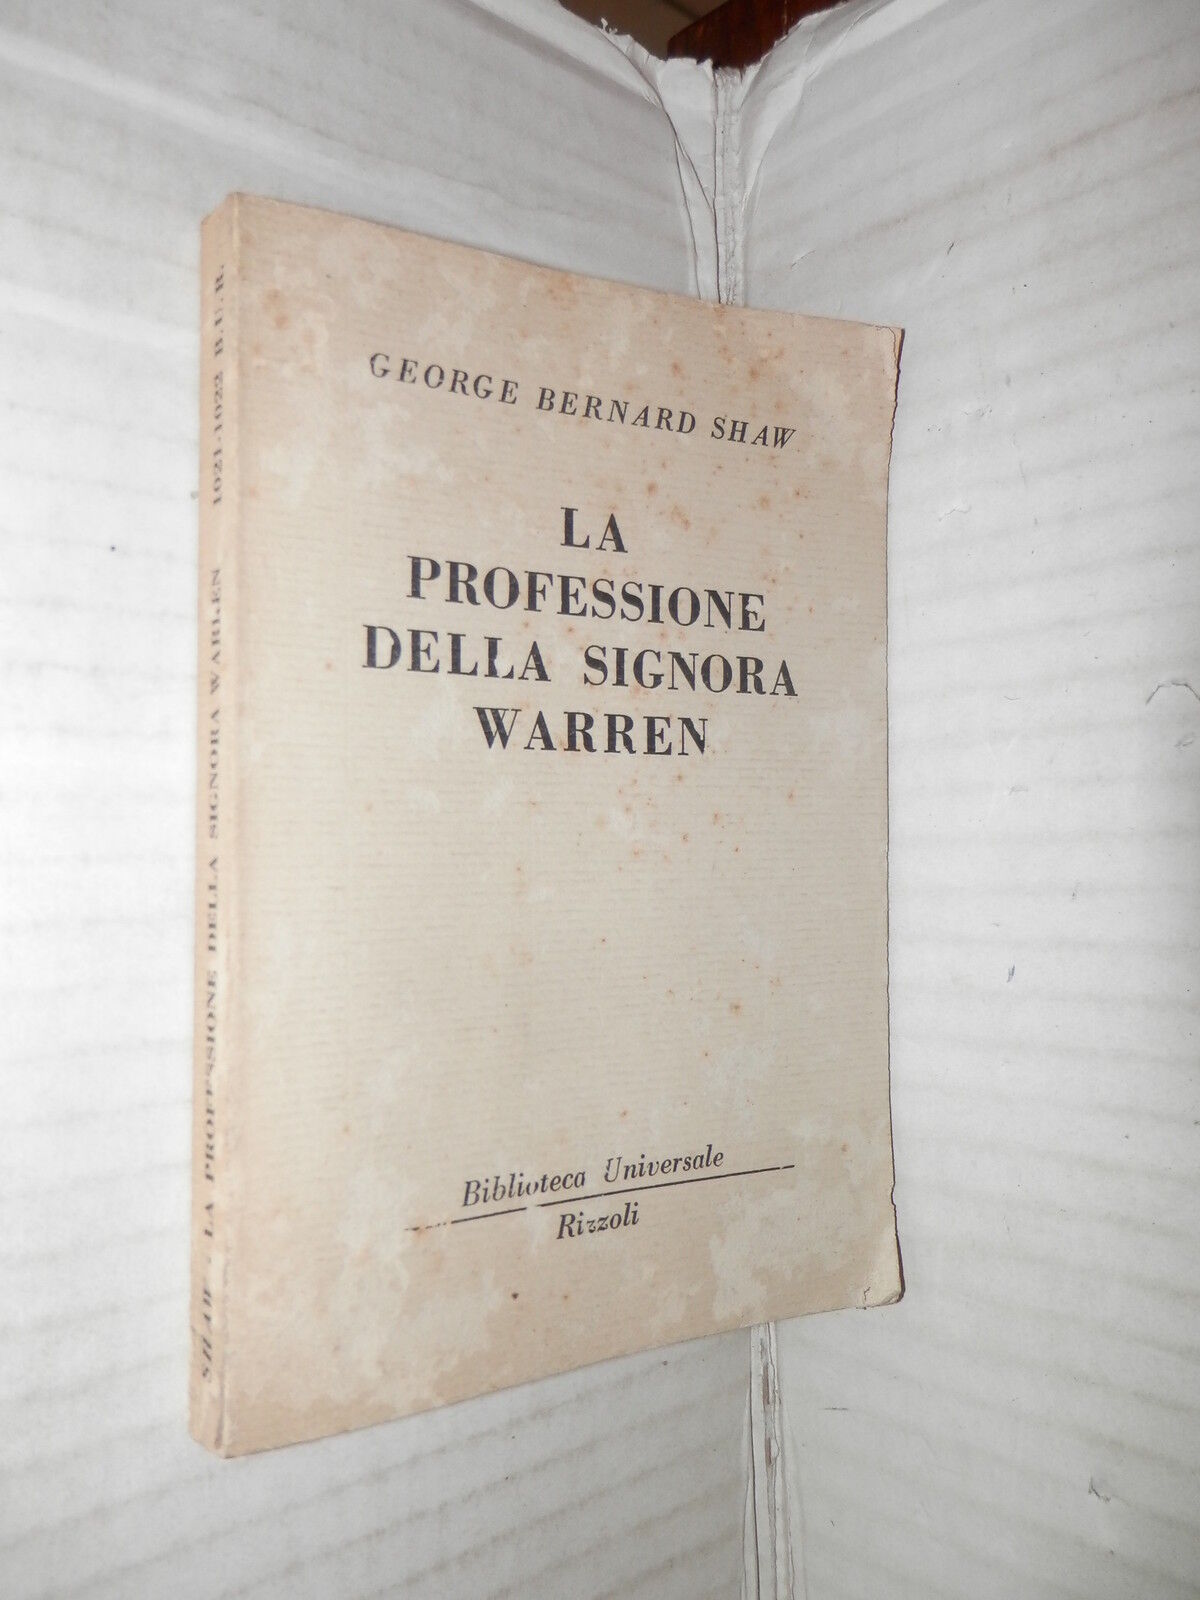 GEORGE BERNARD SHAW
LA
PROFESSIONE
DELLA SIGNORA
WARREN
Biblioteca Universale
Rizzoli
SHAW - LA PROFESSIONE DELLA SIGNORA WARREN 1021-1022 B.U.R.